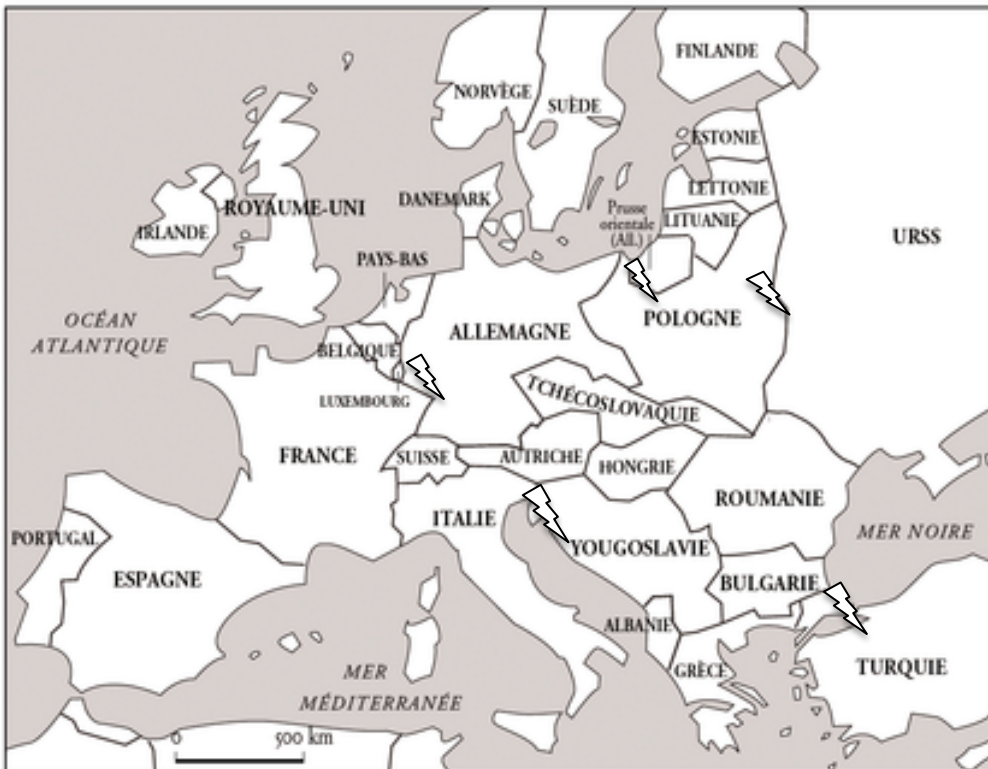 FINLANDE
NORVÈGE
SUÈDE
ESTONIE
LETTONIE
DANEMARK
Prusse
orientale
(All.)
LITUANIE
ROYAUME-UNI
IRLANDE
URSS
PAYS-BAS
OCÉAN
ATLANTIQUE
ALLEMAGNE
POLOGNE
BELGIQUE
LUXEMBOURG
TCHÉCOSLOVAQUIE
FRANCE
SUISSE
AUTRICHE
HONGRIE
ROUMANIE
ITALIE
MER NOIRE
PORTUGAL
YOUGOSLAVIE
ESPAGNE
BULGARIE
ALBANIE
GRÈCE
TURQUIE
MER
MÉDITERRANÉE
0 500 km